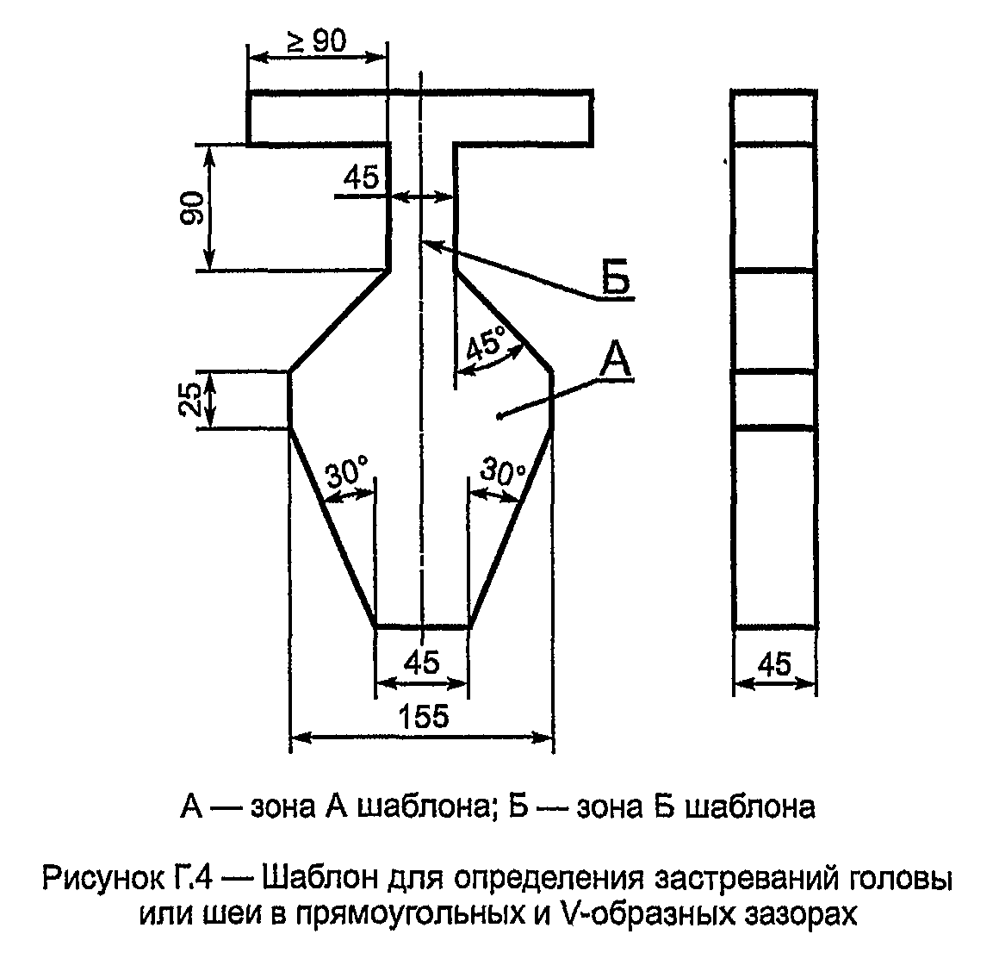 ≥ 90
45
90
Б
45°
А
25
30°
30°
45
45
155
А — зона А шаблона; Б — зона Б шаблона
Рисунок Г.4 — Шаблон для определения застреваний головы
или шеи в прямоугольных и V-образных зазорах